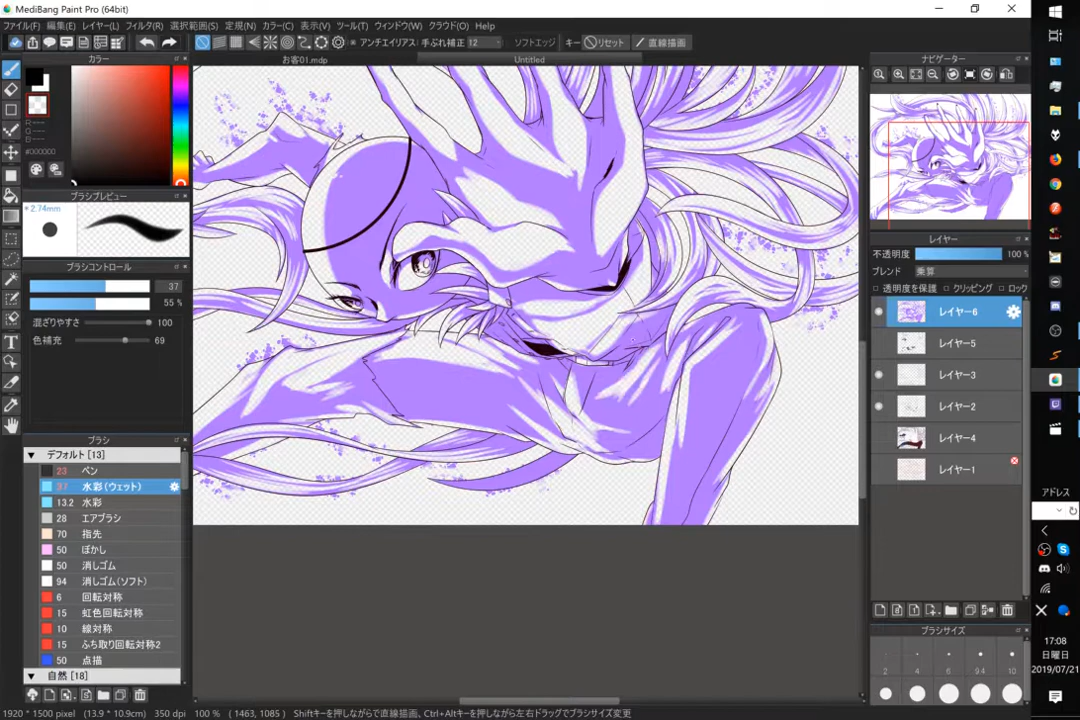 MediBang Paint Pro (64bit)
ファイル(F) 編集(E) レイヤー(L) フィルタ(R) 選択範囲(S) 定規(N) カラー(C) 表示(V) ツール(T) ウィンドウ(W) クラウド(O) Help
アンチエイリアス 手ぶれ補正 12 ソフトエッジ キー リセット 直線描画
カラー
お客01.mdp
Untitled
ナビゲーター
R:---
G:---
B:---
#000000
ブラシプレビュー
* 2.74mm
ブラシコントロール
37
55 %
混ざりやすさ 100
色補充 69
ブラシ
デフォルト [13]
23 ペン
37 水彩(ウェット)
13.2 水彩
28 エアブラシ
70 指先
50 ぼかし
50 消しゴム
94 消しゴム(ソフト)
6 回転対称
15 虹色回転対称
10 線対称
15 ふち取り回転対称2
50 点描
自然 [18]
レイヤー
不透明度 100 %
ブレンド 乗算
透明度を保護 クリッピング ロック
レイヤー6
レイヤー5
レイヤー3
レイヤー2
レイヤー4
レイヤー1
ブラシサイズ
2 4 6 9.4 10
アドレス
17:08
日曜日
2019/07/21
1920 * 1500 pixel (13.9 * 10.9cm) 350 dpi 100 % ( 1463, 1085 ) Shiftキーを押しながらで直線描画、Ctrl+Altキーを押しながら左右ドラッグでブラシサイズ変更